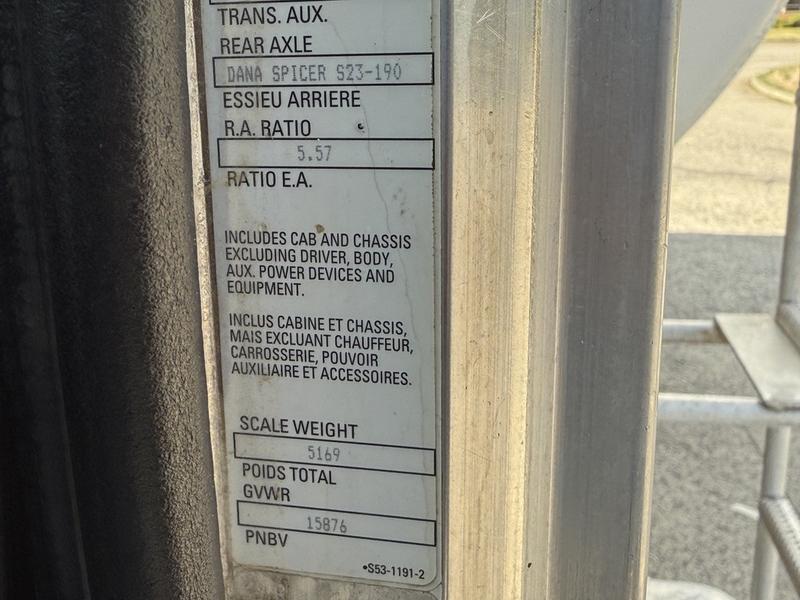 TRANS. AUX.
REAR AXLE
DANA SPICER S23-190
ESSIEU ARRIERE
R.A. RATIO
5.57
RATIO E.A.
INCLUDES CAB AND CHASSIS
EXCLUDING DRIVER, BODY,
AUX. POWER DEVICES AND
EQUIPMENT.
INCLUS CABINE ET CHASSIS,
MAIS EXCLUANT CHAUFFEUR,
CARROSSERIE, POUVOIR
AUXILIAIRE ET ACCESSOIRES.
SCALE WEIGHT
5169
POIDS TOTAL
GVWR
15876
PNBV
•S53-1191-2